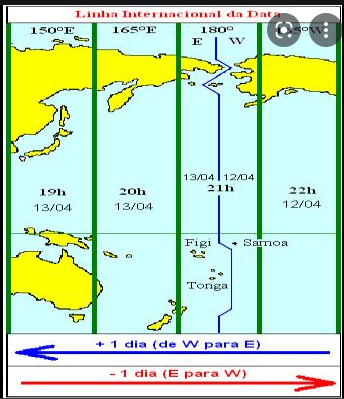 Linha Internacional da Data
150°E 165°E 180° 165°W
E W
13/04 12/04
19h 20h 21h 22h
13/04 13/04 12/04
Figi Samoa
Tonga
+ 1 dia (de W para E)
- 1 dia (E para W)